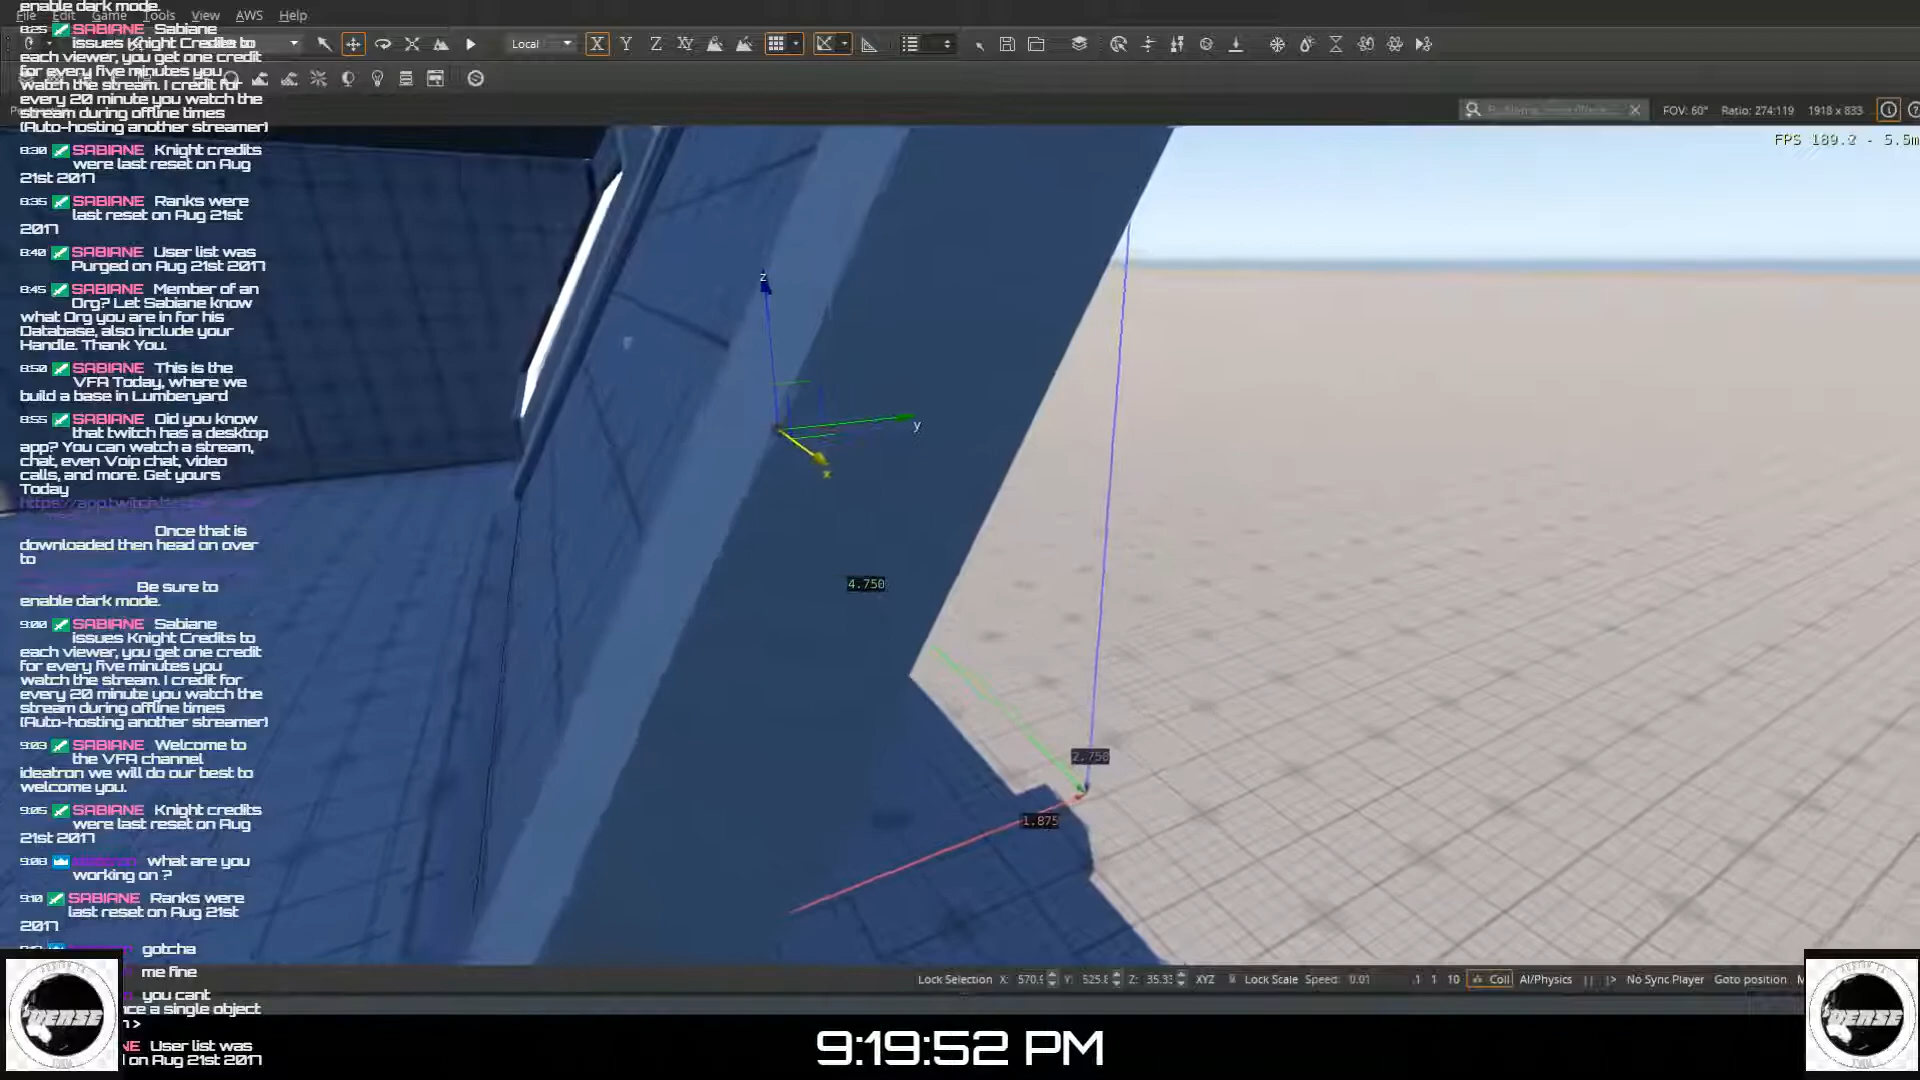 enable dark mode.
File Edit Game Tools View AWS Help
8:25 SABIANE Sabiane
issues Knight Credits to
each viewer, you get one credit
for every five minutes you
watch the stream. I credit for
every 20 minute you watch the
stream during offline times
(Auto-hosting another streamer)
8:30 SABIANE Knight credits
were last reset on Aug
21st 2017
8:35 SABIANE Ranks were
last reset on Aug 21st
2017
8:40 SABIANE User list was
Purged on Aug 21st 2017
8:45 SABIANE Member of an
Org? Let Sabiane know
what Org you are in for his
Database, also include your
Handle. Thank You.
8:50 SABIANE This is the
VFA Today, where we
build a base in Lumberyard
8:55 SABIANE Did you know
that twitch has a desktop
app? You can watch a stream,
chat, even Voip chat, video
calls, and more. Get yours
Today
Once that is
downloaded then head on over
to
Be sure to
enable dark mode.
9:00 SABIANE Sabiane
issues Knight Credits to
each viewer, you get one credit
for every five minutes you
watch the stream. I credit for
every 20 minute you watch the
stream during offline times
(Auto-hosting another streamer)
9:03 SABIANE Welcome to
the VFA channel
ideatron we will do our best to
welcome you.
9:05 SABIANE Knight credits
were last reset on Aug
21st 2017
9:08 what are you
working on ?
9:10 SABIANE Ranks were
last reset on Aug 21st
2017
gotcha
me fine
you cant
a single object
>
User list was
on Aug 21st 2017
Local
X Y Z XY
FOV: 60° Ratio: 274:119 1918 x 833
FPS 189.2 - 5.5m
z
y
x
4.750
2.750
1.875
Lock Selection X: 570.9 Y: 525.8 Z: 35.33 XYZ Lock Scale Speed: 0.01 .1 1 10 Coll AI/Physics No Sync Player Goto position
9:19:52 PM
VERSE
VERSE